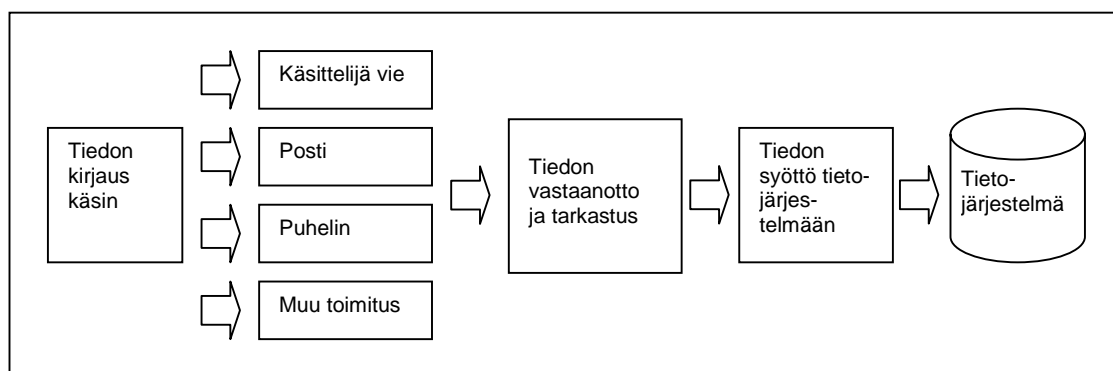 Tiedon
kirjaus
käsin
Käsittelijä vie
Posti
Puhelin
Muu toimitus
Tiedon
vastaanotto
ja tarkastus
Tiedon
syöttö tieto-
järjes-
telmään
Tieto-
järjestelmä